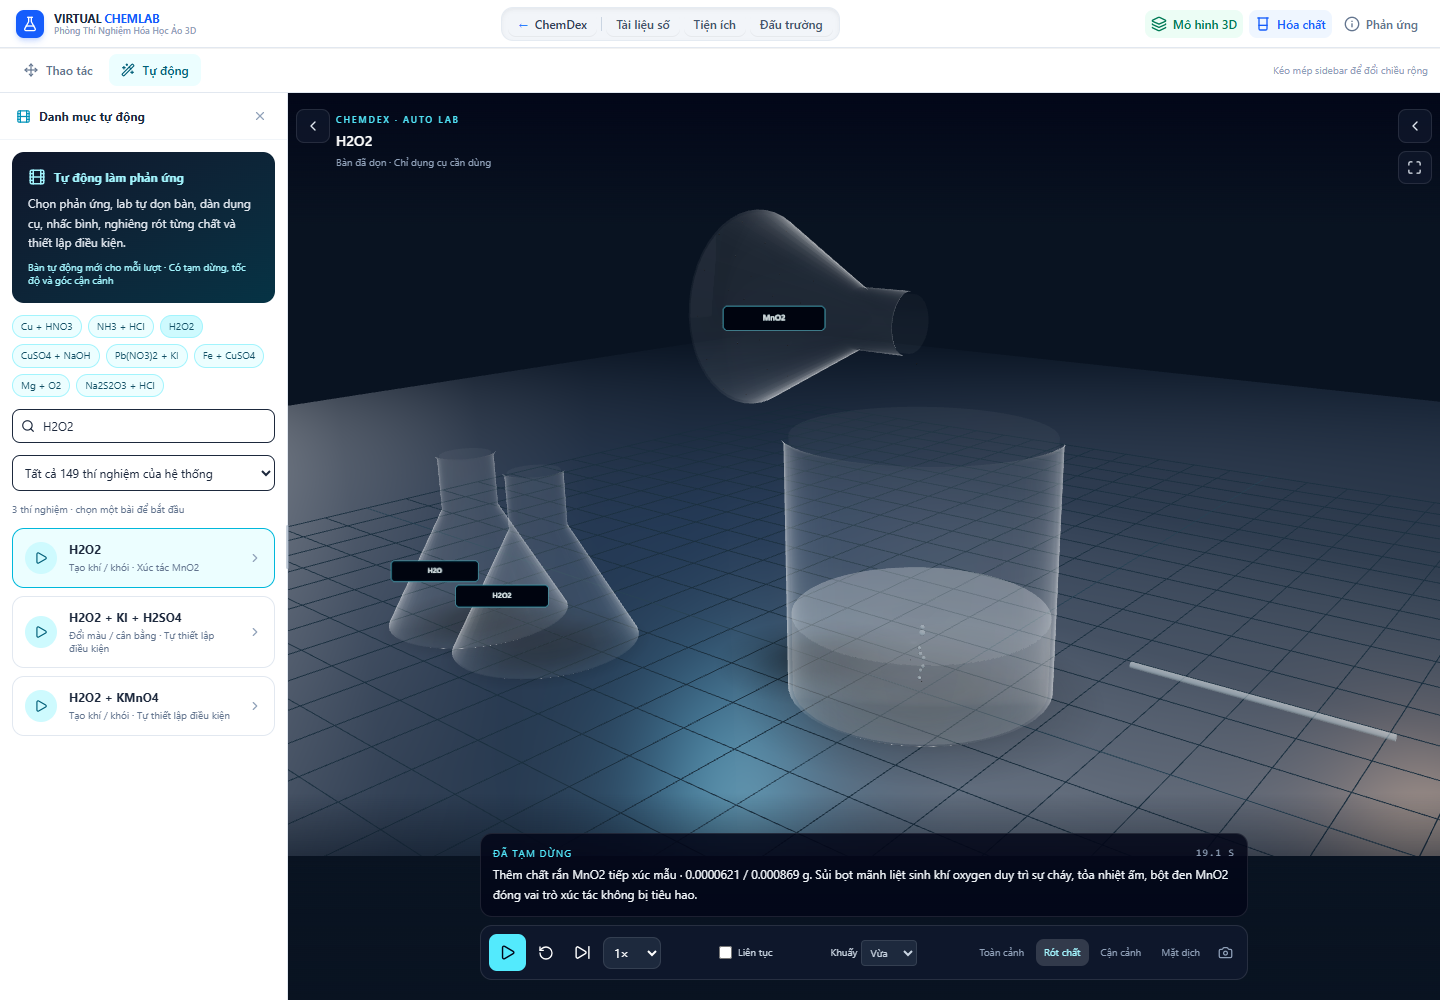 VIRTUAL CHEMLAB
Phòng Thí Nghiệm Hóa Học Ảo 3D
← ChemDex
Tài liệu số
Tiện ích
Đấu trường
Mô hình 3D
Hóa chất
Phản ứng
Thao tác
Tự động
Kéo mép sidebar để đổi chiều rộng
Danh mục tự động
Tự động làm phản ứng
Chọn phản ứng, lab tự dọn bàn, dàn dụng
cụ, nhấc bình, nghiêng rót từng chất và
thiết lập điều kiện.
Bàn tự động mới cho mỗi lượt · Có tạm dừng, tốc
độ và góc cận cảnh
Cu + HNO3
NH3 + HCl
H2O2
CuSO4 + NaOH
Pb(NO3)2 + KI
Fe + CuSO4
Mg + O2
Na2S2O3 + HCl
H2O2
Tất cả 149 thí nghiệm của hệ thống
3 thí nghiệm · chọn một bài để bắt đầu
H2O2
Tạo khí / khói · Xúc tác MnO2
H2O2 + KI + H2SO4
Đổi màu / cân bằng · Tự thiết lập
điều kiện
H2O2 + KMnO4
Tạo khí / khói · Tự thiết lập điều kiện
CHEMDEX · AUTO LAB
H2O2
Bàn đã dọn · Chỉ dụng cụ cần dùng
MnO2
H2O
H2O2
ĐÃ TẠM DỪNG
19.1 S
Thêm chất rắn MnO2 tiếp xúc mẫu · 0.0000621 / 0.000869 g. Sủi bọt mãnh liệt sinh khí oxygen duy trì sự cháy, tỏa nhiệt ấm, bột đen MnO2
đóng vai trò xúc tác không bị tiêu hao.
1×
Liên tục
Khuấy
Vừa
Toàn cảnh
Rót chất
Cận cảnh
Mặt dịch